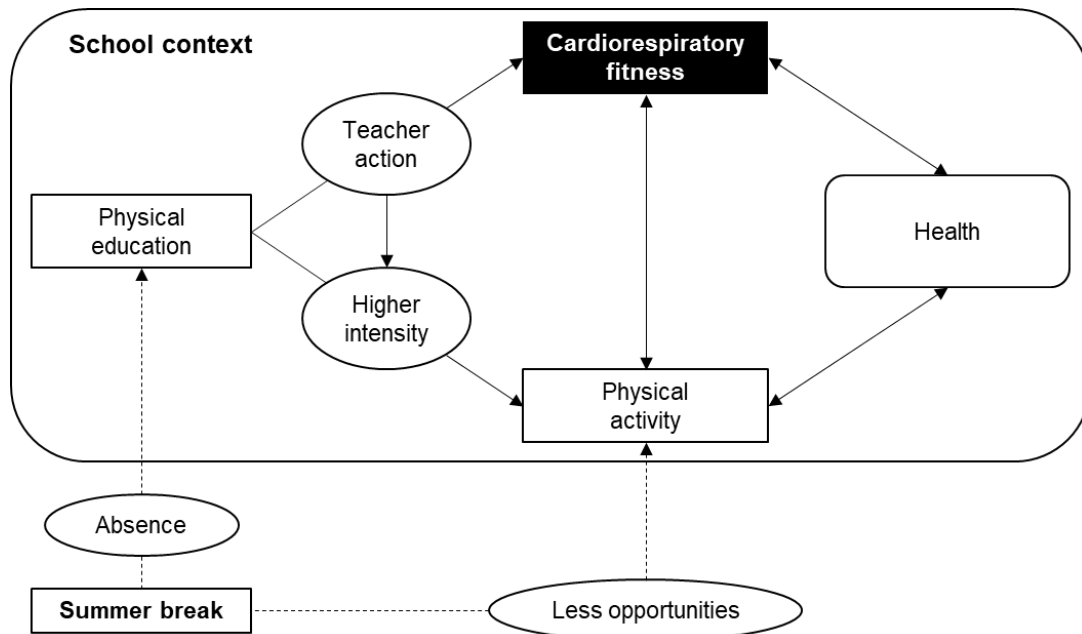 School context
Cardiorespiratory
fitness
Teacher
action
Physical
education
Health
Higher
intensity
Physical
activity
Absence
Summer break
Less opportunities